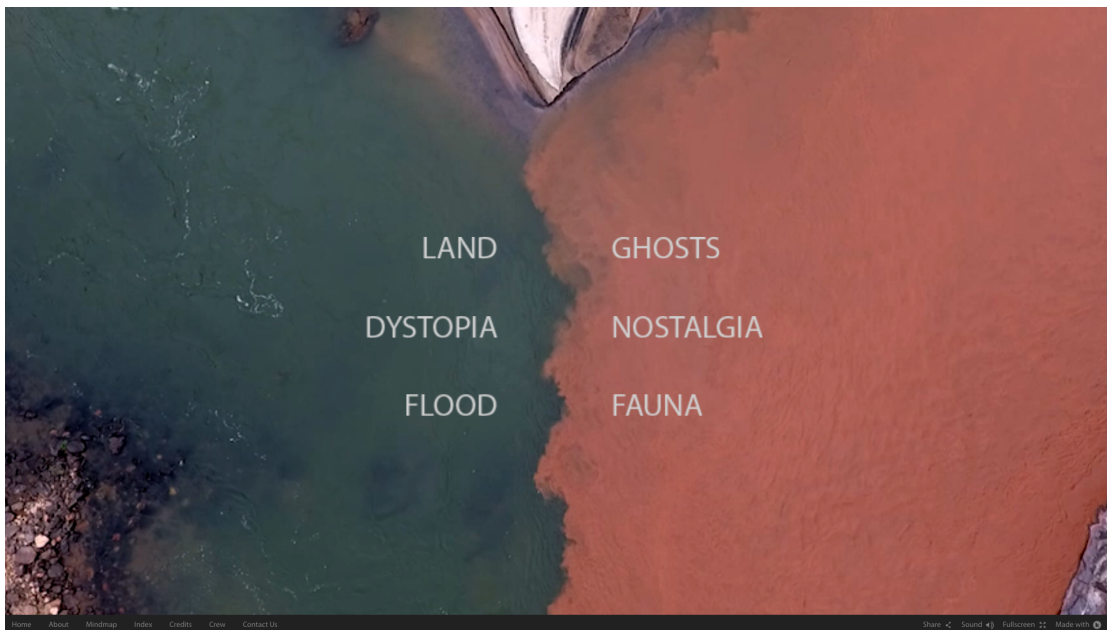 LAND GHOSTS
DYSTOPIA NOSTALGIA
FLOOD FAUNA
Home About Mindmap Index Credits Crew Contact Us Share Sound Fullscreen Made with